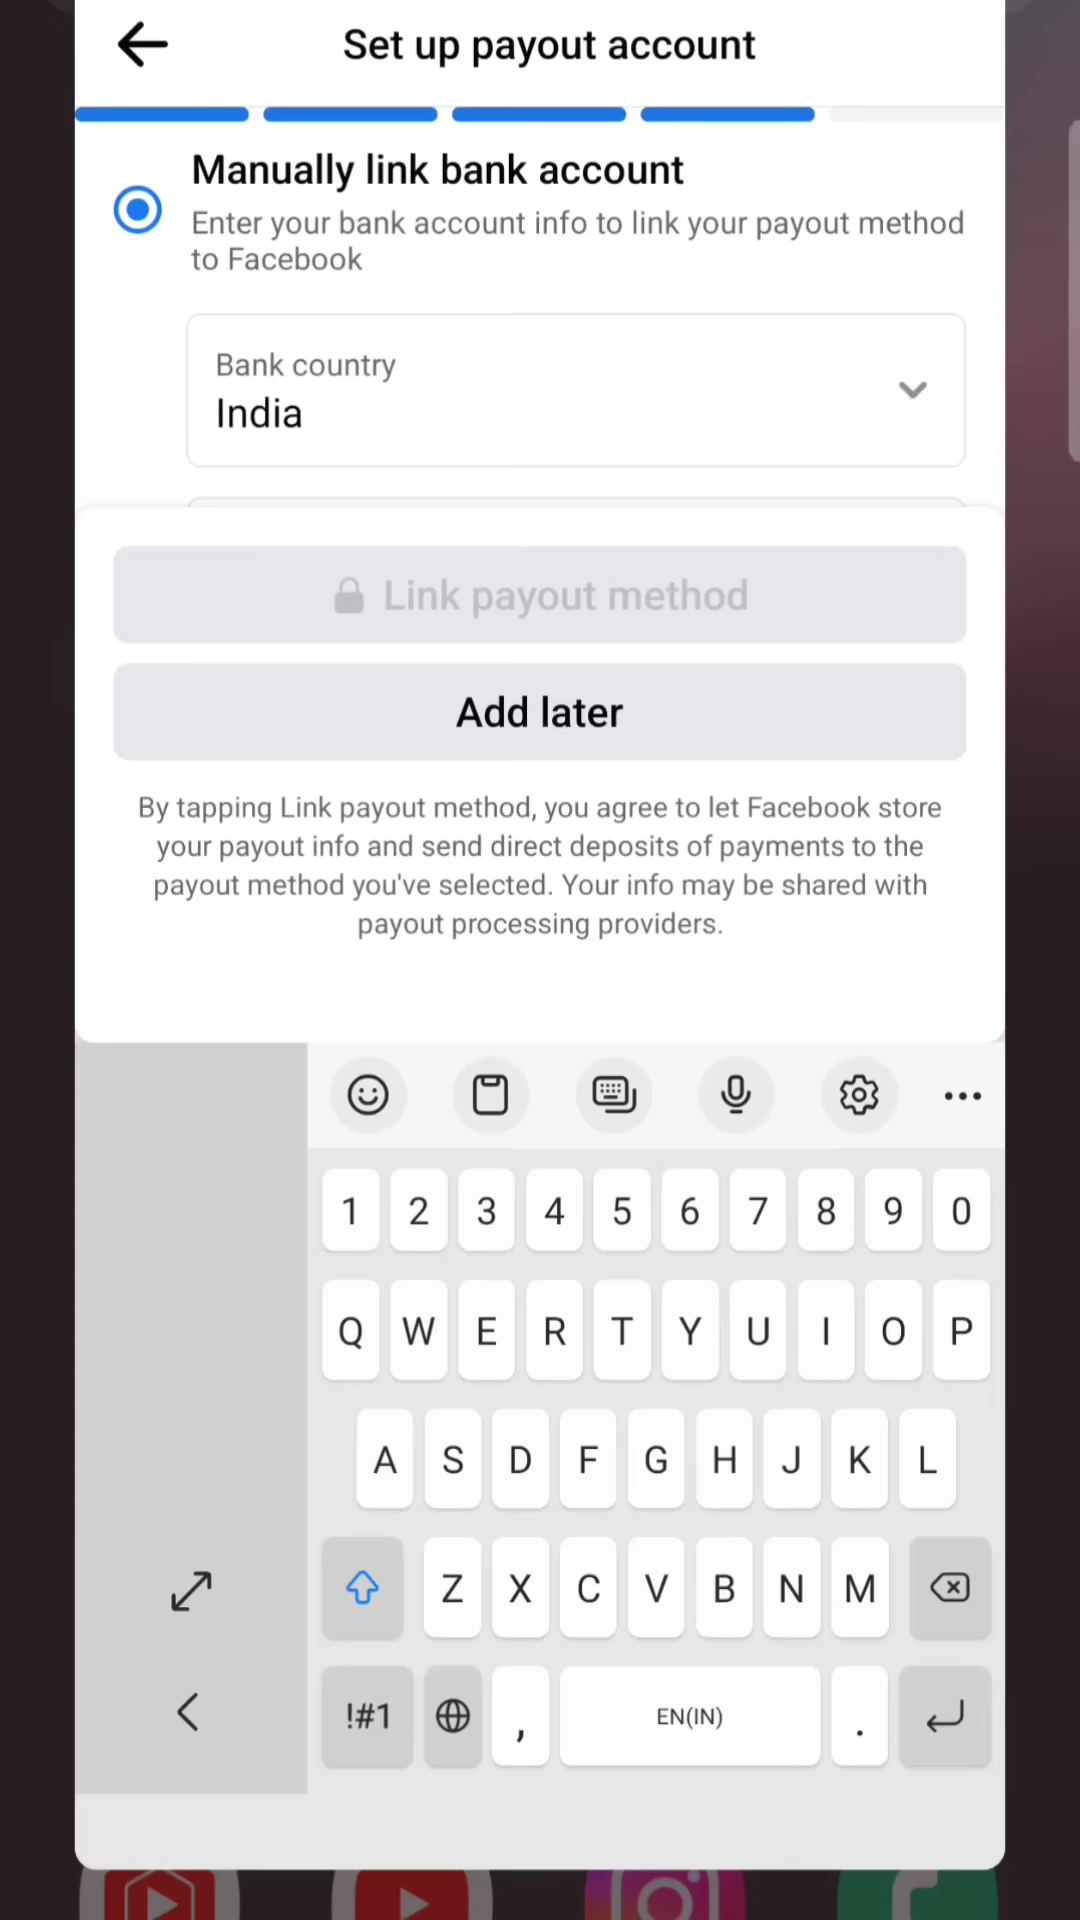 Set up payout account
Manually link bank account
Enter your bank account info to link your payout method
to Facebook
Bank country
India
Link payout method
Add later
By tapping Link payout method, you agree to let Facebook store
your payout info and send direct deposits of payments to the
payout method you've selected. Your info may be shared with
payout processing providers.
1 2 3 4 5 6 7 8 9 0
Q W E R T Y U I O P
A S D F G H J K L
Z X C V B N M
!#1 , EN(IN) .